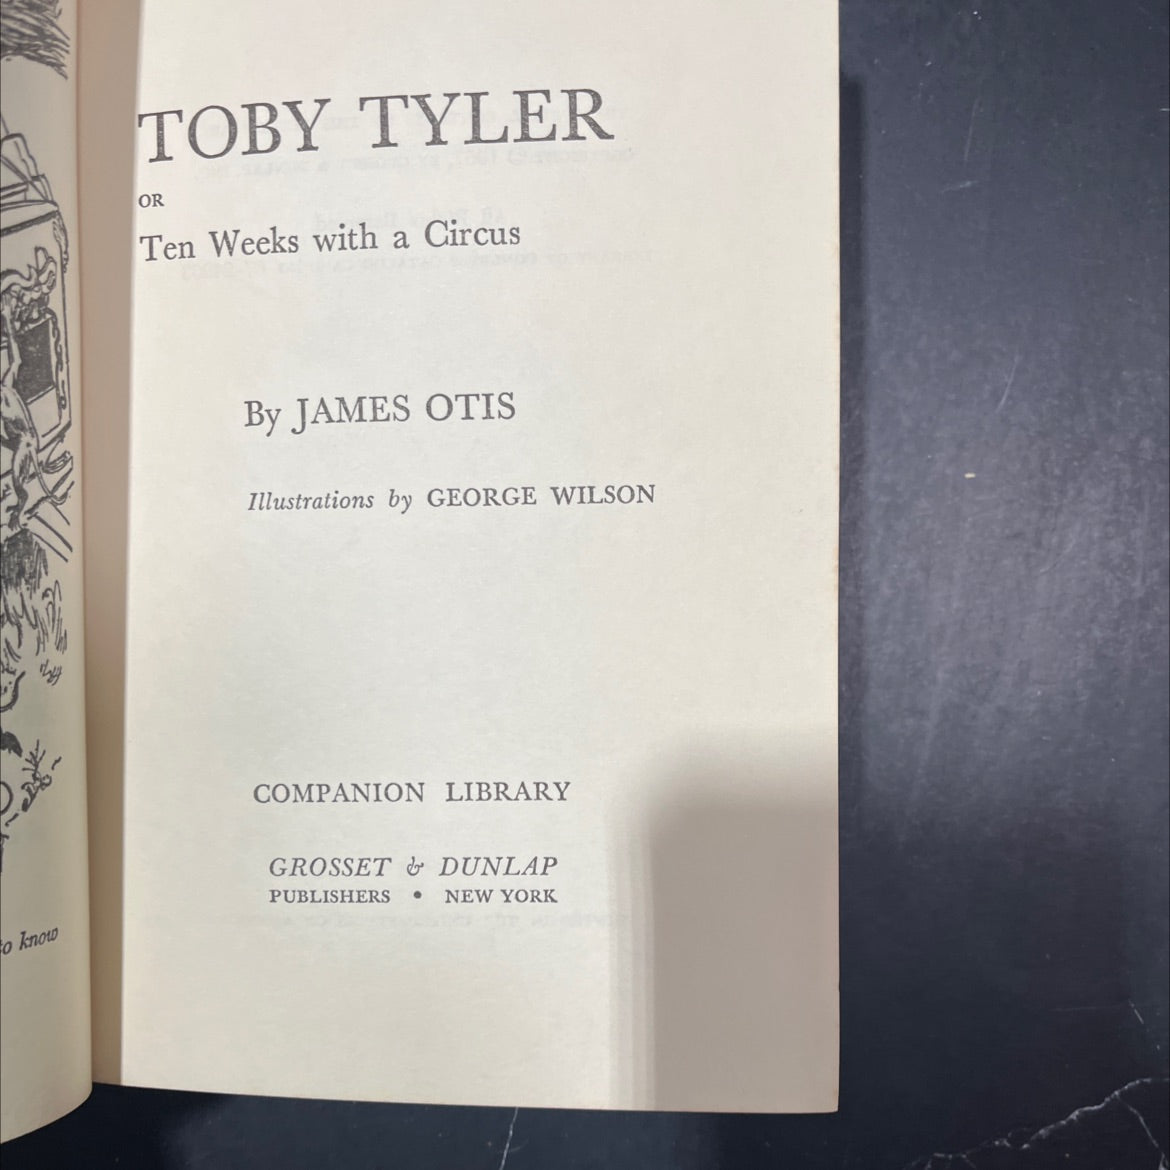 TOBY TYLER
OR
Ten Weeks with a Circus
By JAMES OTIS
Illustrations by GEORGE WILSON
COMPANION LIBRARY
GROSSET & DUNLAP
PUBLISHERS • NEW YORK
to know